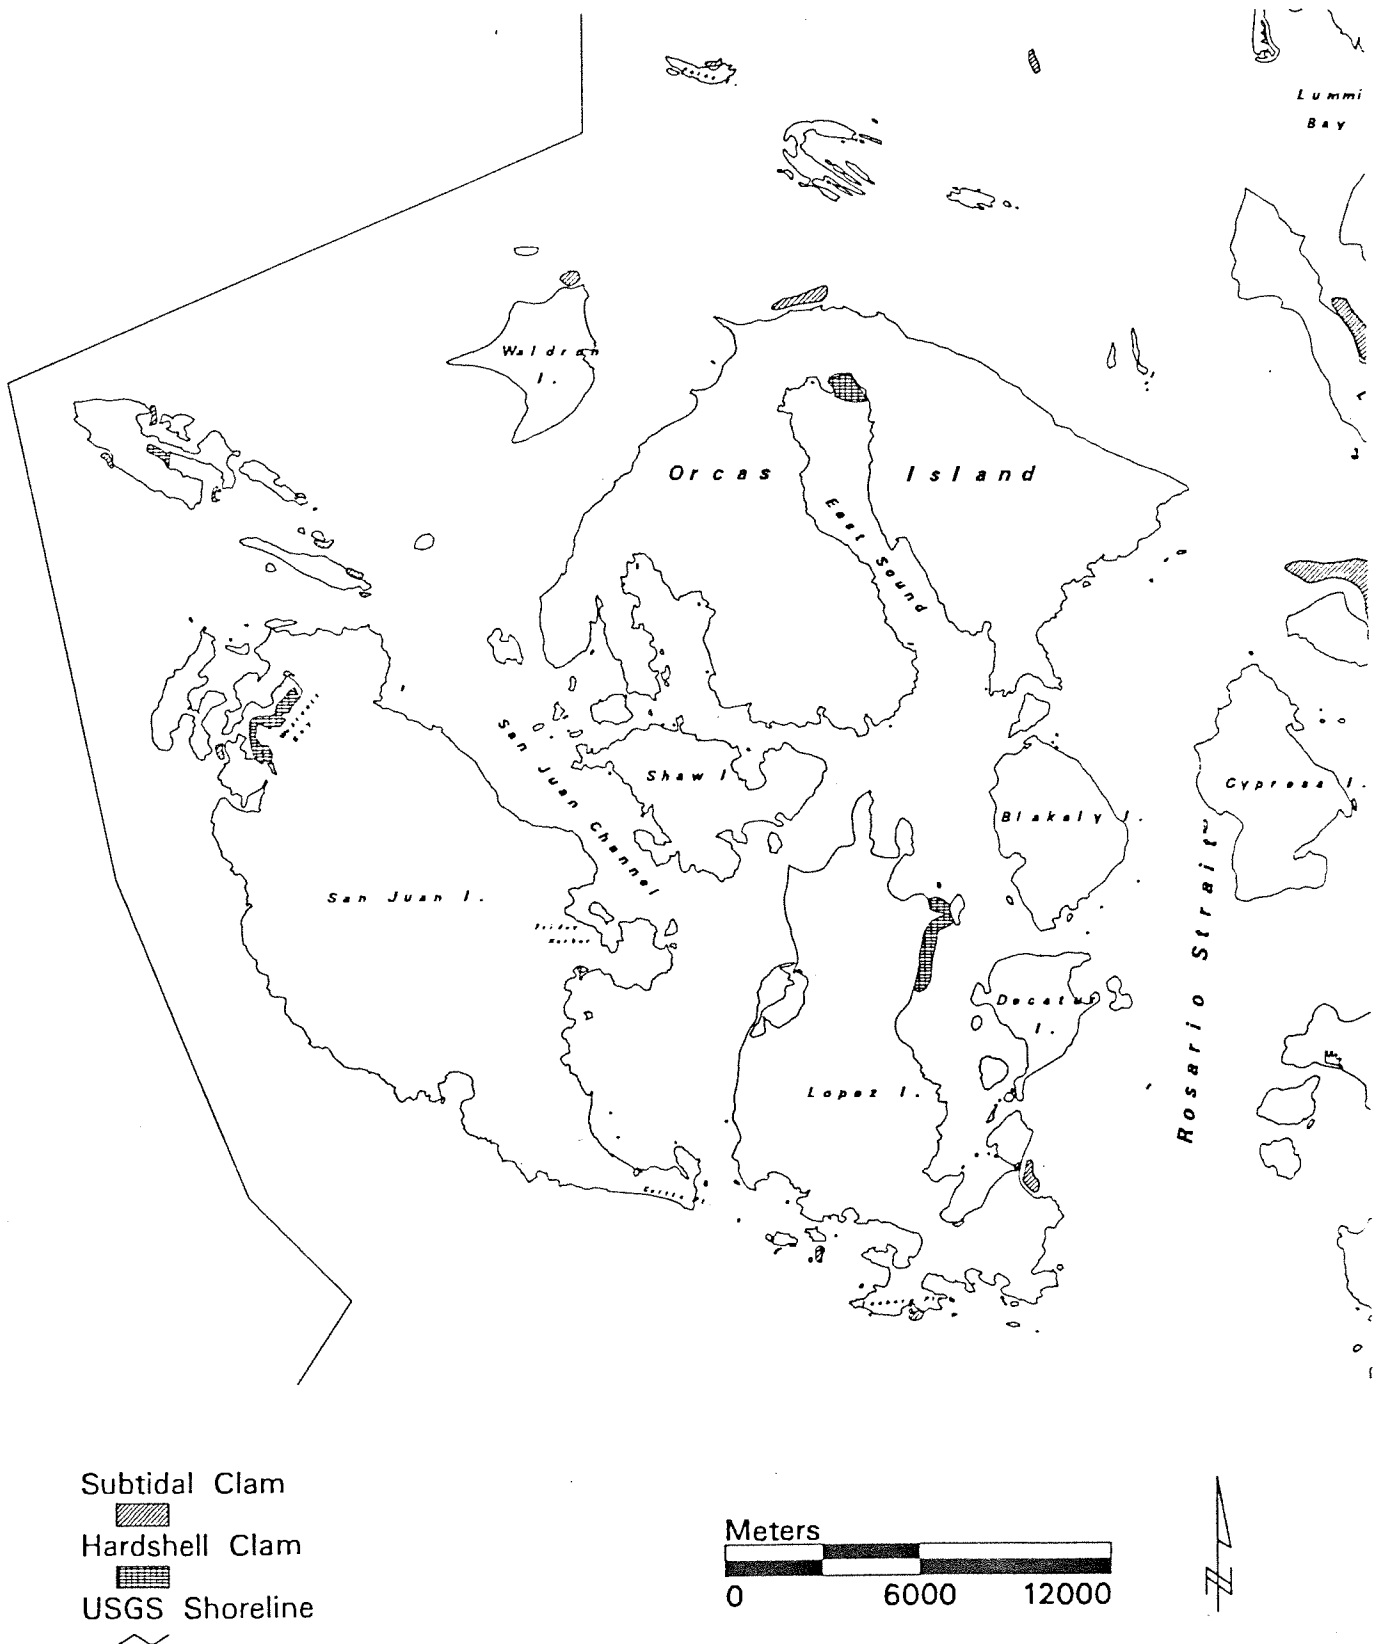 Lummi
Bay
Waldron
I.
Orcas Island
East Sound
San Juan Channel
Shaw I
Cypress I.
Blakely I.
Rosario Strait
San Juan I.
Decatur
I.
Lopez I.
Subtidal Clam
Hardshell Clam
USGS Shoreline
Meters
0 6000 12000